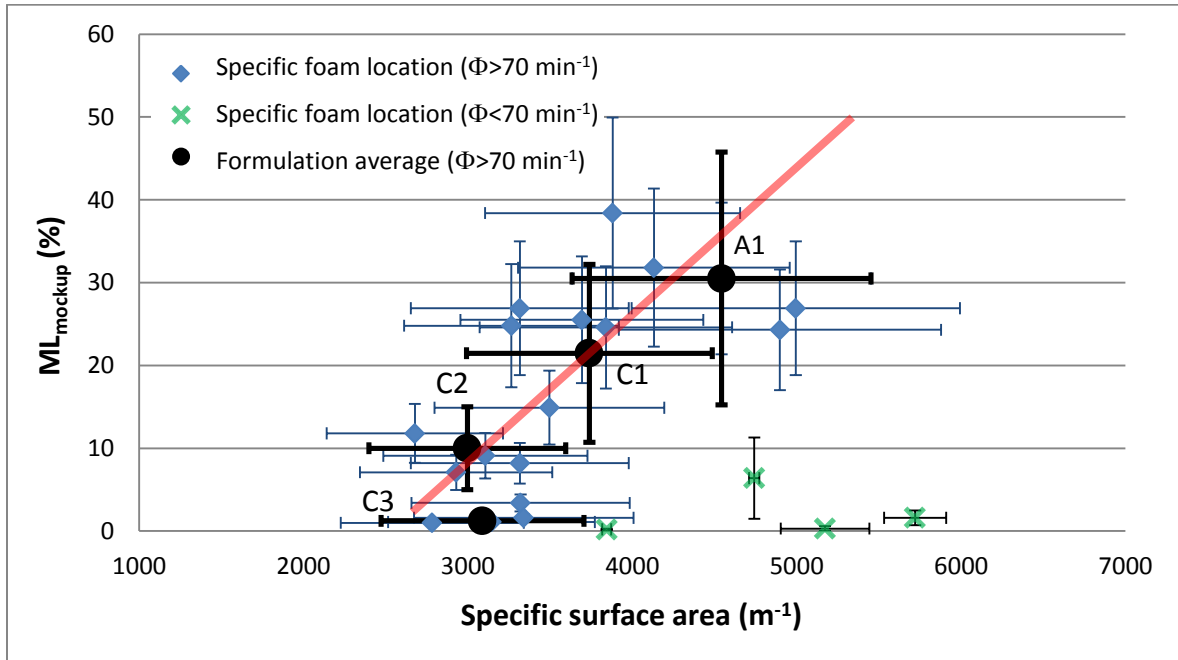 60
50
40
30
20
10
0
ML_mockup (%)
Specific foam location (Φ>70 min⁻¹)
Specific foam location (Φ<70 min⁻¹)
Formulation average (Φ>70 min⁻¹)
A1
C1
C2
C3
1000 2000 3000 4000 5000 6000 7000
Specific surface area (m⁻¹)